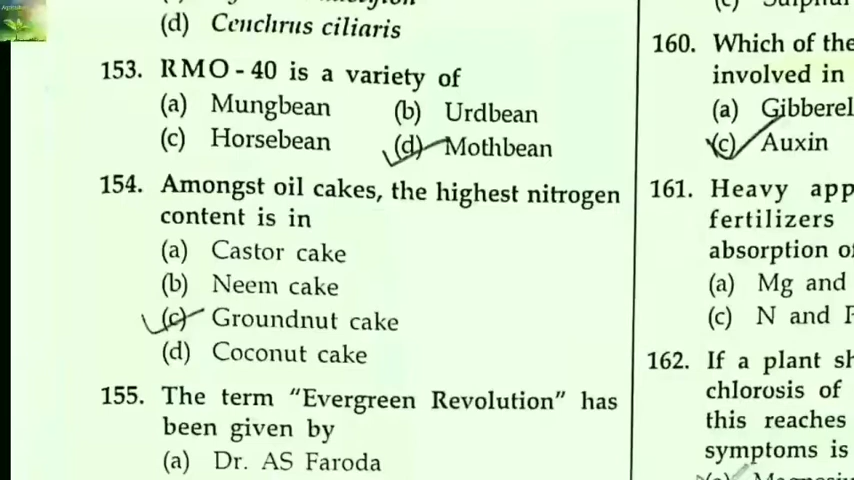 (d) Cenchrus ciliaris
153. RMO - 40 is a variety of
(a) Mungbean (b) Urdbean
(c) Horsebean (d) Mothbean
154. Amongst oil cakes, the highest nitrogen
content is in
(a) Castor cake
(b) Neem cake
(c) Groundnut cake
(d) Coconut cake
155. The term “Evergreen Revolution” has
been given by
(a) Dr. AS Faroda
160. Which of the
involved in
(a) Gibberel
(c) Auxin
161. Heavy app
fertilizers
absorption of
(a) Mg and
(c) N and P
162. If a plant sh
chlorosis of
this reaches
symptoms is